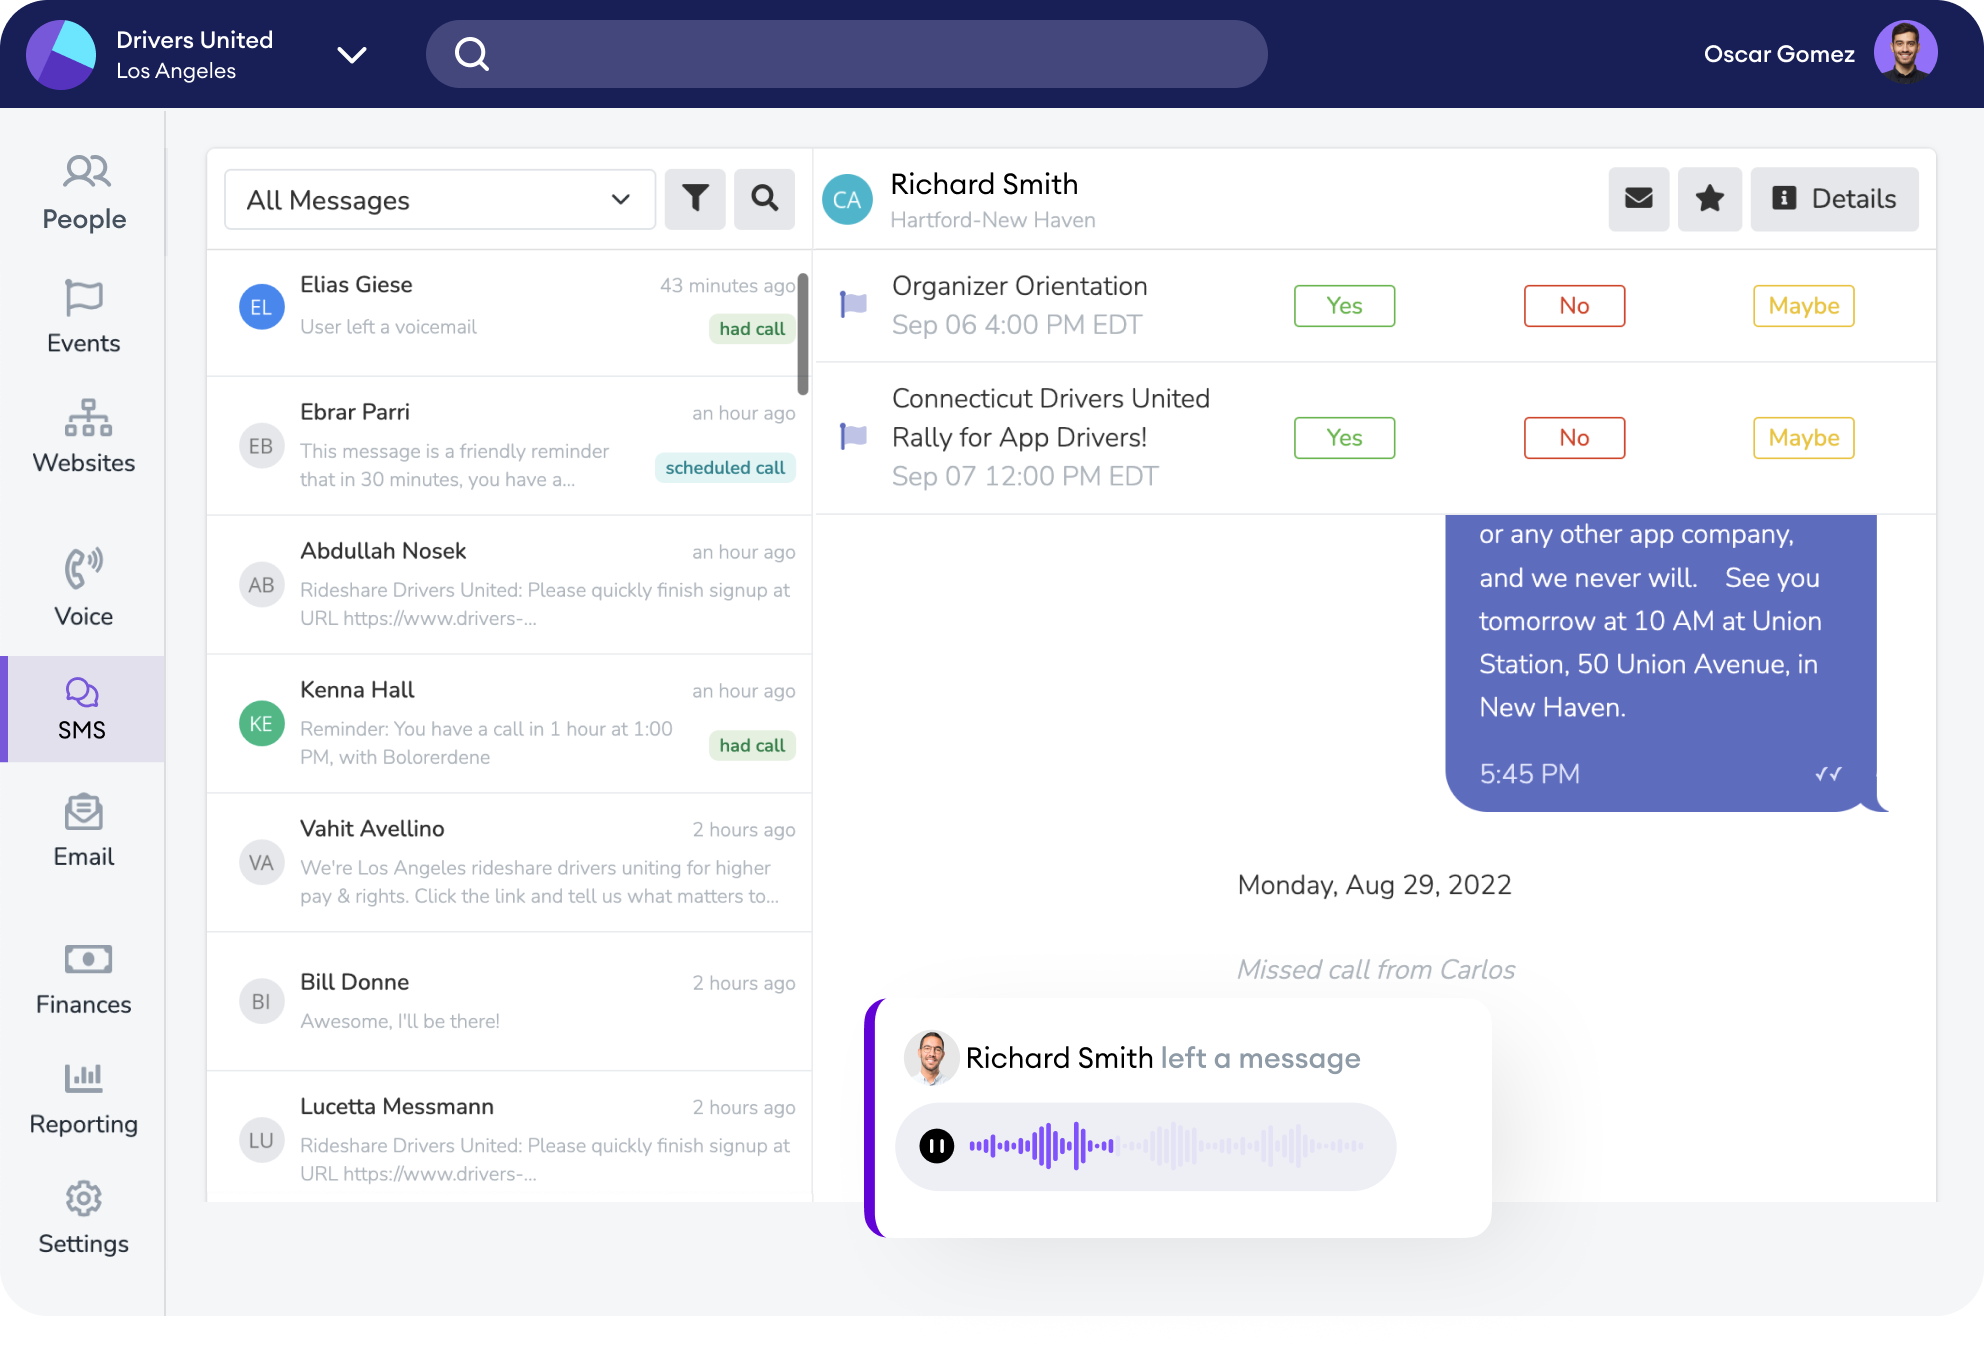 Drivers United
Los Angeles
Oscar Gomez
People
Events
Websites
Voice
SMS
Email
Finances
Reporting
Settings
All Messages
EL
Elias Giese
43 minutes ago
User left a voicemail
had call
EB
Ebrar Parri
an hour ago
This message is a friendly reminder
that in 30 minutes, you have a...
scheduled call
AB
Abdullah Nosek
an hour ago
Rideshare Drivers United: Please quickly finish signup at
URL https://www.drivers-...
KE
Kenna Hall
an hour ago
Reminder: You have a call in 1 hour at 1:00
PM, with Bolorerdene
had call
VA
Vahit Avellino
2 hours ago
We're Los Angeles rideshare drivers uniting for higher
pay & rights. Click the link and tell us what matters to...
BI
Bill Donne
2 hours ago
Awesome, I'll be there!
LU
Lucetta Messmann
2 hours ago
Rideshare Drivers United: Please quickly finish signup at
URL https://www.drivers-...
CA
Richard Smith
Hartford-New Haven
Details
Organizer Orientation
Sep 06 4:00 PM EDT
Yes
No
Maybe
Connecticut Drivers United
Rally for App Drivers!
Sep 07 12:00 PM EDT
Yes
No
Maybe
or any other app company,
and we never will. See you
tomorrow at 10 AM at Union
Station, 50 Union Avenue, in
New Haven.
5:45 PM
Monday, Aug 29, 2022
Missed call from Carlos
Richard Smith left a message